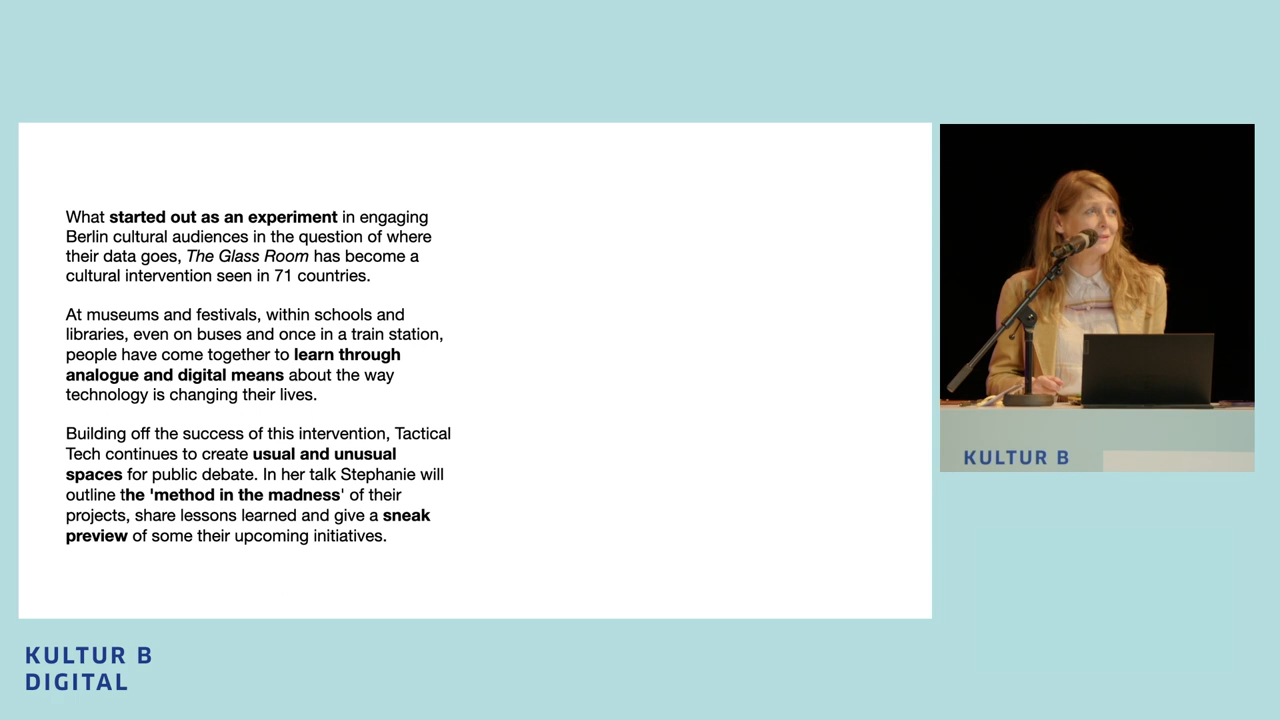 What started out as an experiment in engaging
Berlin cultural audiences in the question of where
their data goes, The Glass Room has become a
cultural intervention seen in 71 countries.
At museums and festivals, within schools and
libraries, even on buses and once in a train station,
people have come together to learn through
analogue and digital means about the way
technology is changing their lives.
Building off the success of this intervention, Tactical
Tech continues to create usual and unusual
spaces for public debate. In her talk Stephanie will
outline the 'method in the madness' of their
projects, share lessons learned and give a sneak
preview of some their upcoming initiatives.
KULTUR B
KULTUR B
DIGITAL